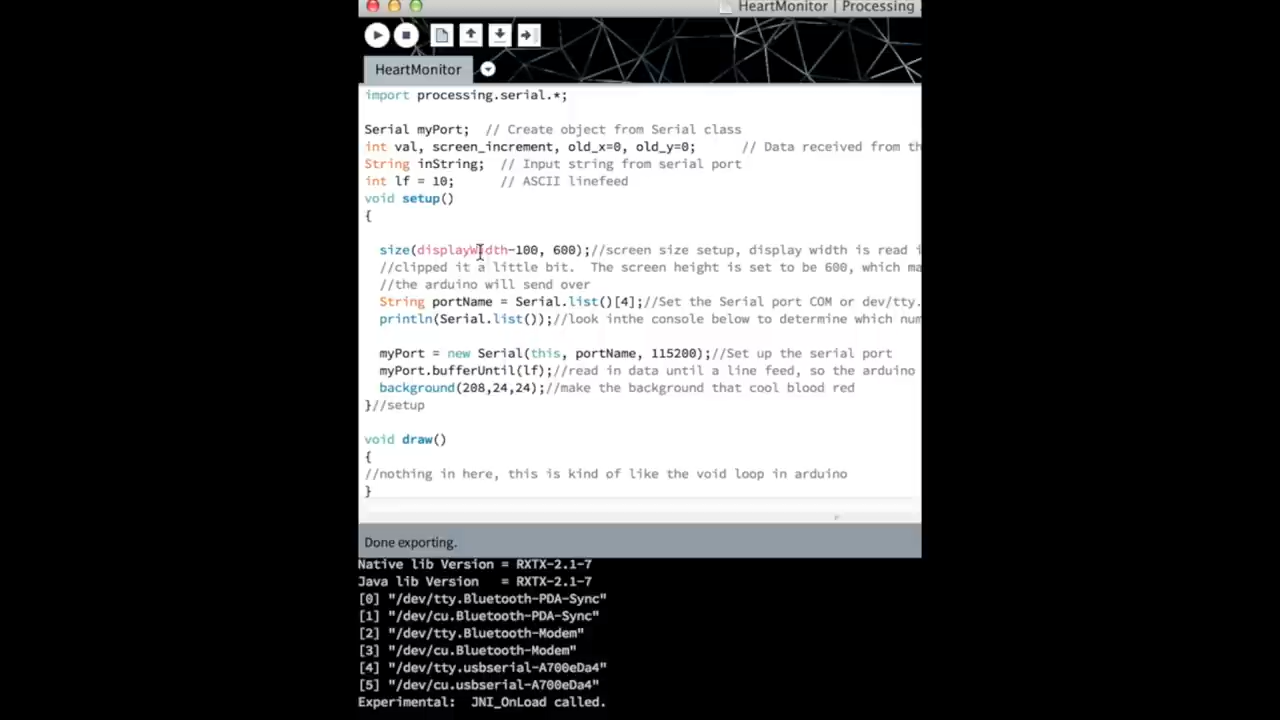 HeartMonitor | Processing
HeartMonitor
import processing.serial.*;
Serial myPort;  // Create object from Serial class
int val, screen_increment, old_x=0, old_y=0;      // Data received from th
String inString;  // Input string from serial port
int lf = 10;      // ASCII linefeed
void setup()
{
size(displayWidth-100, 600);//screen size setup, display width is read i
//clipped it a little bit.  The screen height is set to be 600, which ma
//the arduino will send over
String portName = Serial.list()[4];//Set the Serial port COM or dev/tty.
println(Serial.list());//look inthe console below to determine which num
myPort = new Serial(this, portName, 115200);//Set up the serial port
myPort.bufferUntil(lf);//read in data until a line feed, so the arduino
background(208,24,24);//make the background that cool blood red
}//setup
void draw()
{
//nothing in here, this is kind of like the void loop in arduino
}
Done exporting.
Native lib Version = RXTX-2.1-7
Java lib Version   = RXTX-2.1-7
[0] "/dev/tty.Bluetooth-PDA-Sync"
[1] "/dev/cu.Bluetooth-PDA-Sync"
[2] "/dev/tty.Bluetooth-Modem"
[3] "/dev/cu.Bluetooth-Modem"
[4] "/dev/tty.usbserial-A700eDa4"
[5] "/dev/cu.usbserial-A700eDa4"
Experimental:  JNI_OnLoad called.